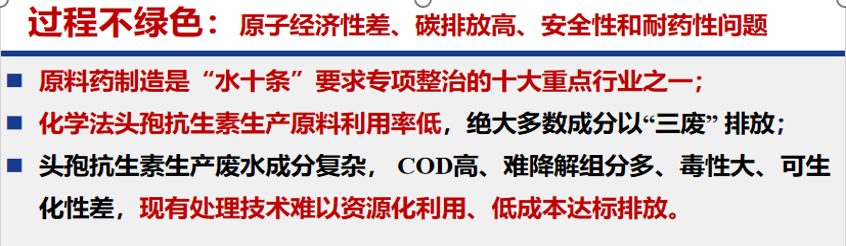 过程不绿色：原子经济性差、碳排放高、安全性和耐药性问题
■ 原料药制造是“水十条”要求专项整治的十大重点行业之一；
■ 化学法头孢抗生素生产原料利用率低，绝大多数成分以“三废”排放；
■ 头孢抗生素生产废水成分复杂， COD高、难降解组分多、毒性大、可生
化性差，现有处理技术难以资源化利用、低成本达标排放。